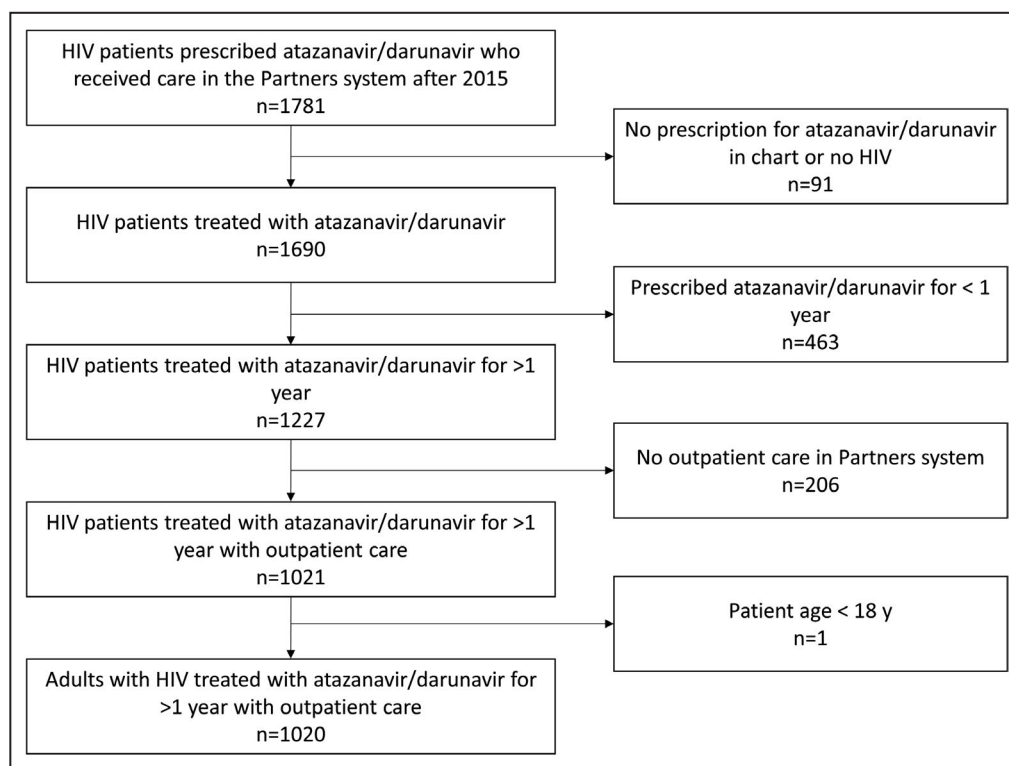 HIV patients prescribed atazanavir/darunavir who
received care in the Partners system after 2015
n=1781
No prescription for atazanavir/darunavir
in chart or no HIV
n=91
HIV patients treated with atazanavir/darunavir
n=1690
Prescribed atazanavir/darunavir for < 1
year
n=463
HIV patients treated with atazanavir/darunavir for >1
year
n=1227
No outpatient care in Partners system
n=206
HIV patients treated with atazanavir/darunavir for >1
year with outpatient care
n=1021
Patient age < 18 y
n=1
Adults with HIV treated with atazanavir/darunavir for
>1 year with outpatient care
n=1020